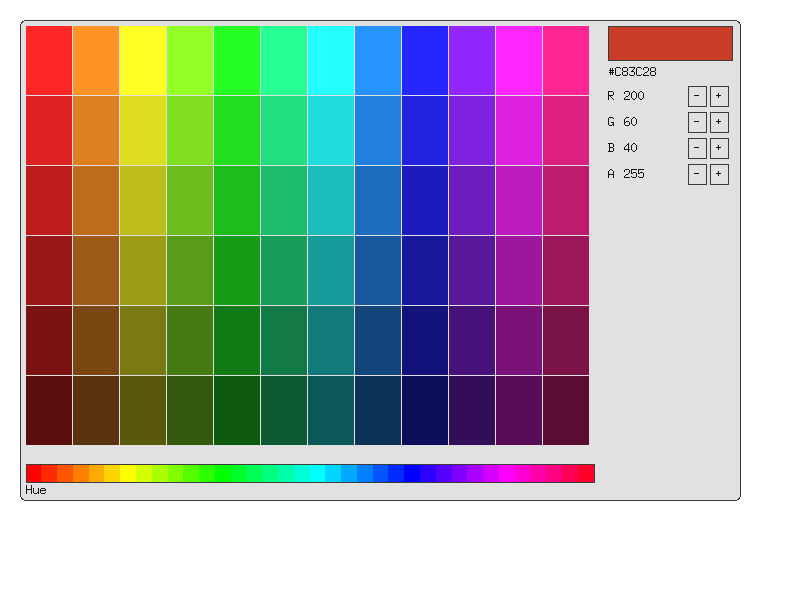 #C83C28
R 200 - +
G 60 - +
B 40 - +
A 255 - +
Hue